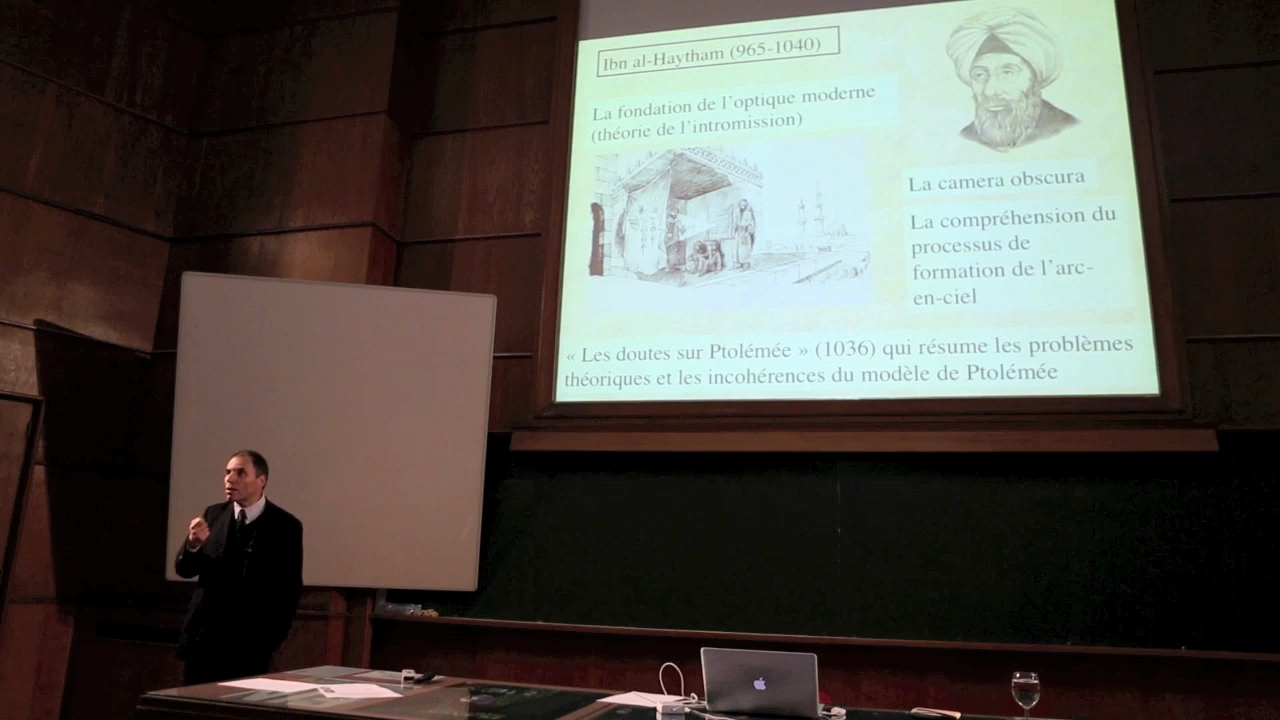 Ibn al-Haytham (965-1040)
La fondation de l'optique moderne
(théorie de l'intromission)
La camera obscura
La compréhension du
processus de
formation de l'arc-
en-ciel
« Les doutes sur Ptolémée » (1036) qui résume les problèmes
théoriques et les incohérences du modèle de Ptolémée